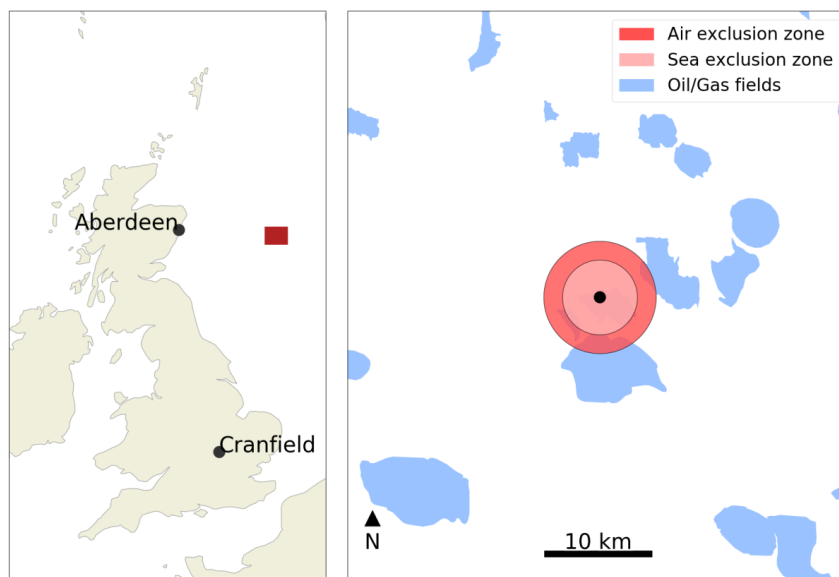 Aberdeen
Cranfield
Air exclusion zone
Sea exclusion zone
Oil/Gas fields
N
10 km